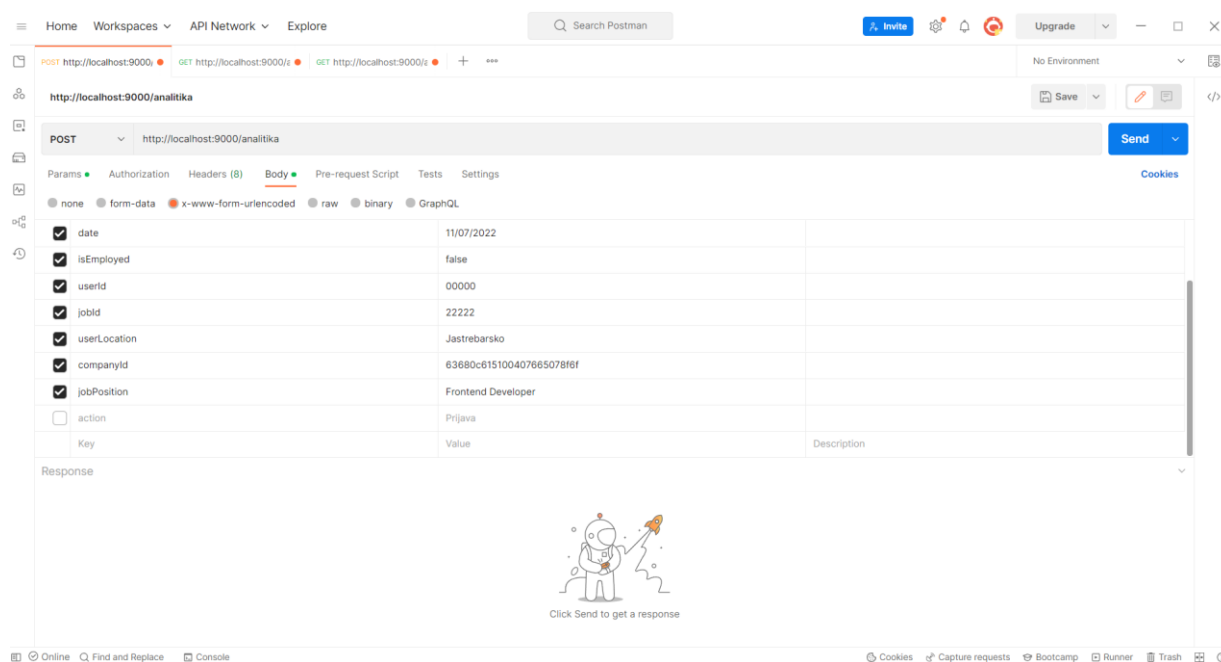 Home Workspaces API Network Explore Search Postman Invite Upgrade
POST http://localhost:9000/ GET http://localhost:9000/a GET http://localhost:9000/a + No Environment
http://localhost:9000/analitika Save
POST http://localhost:9000/analitika Send
Params Authorization Headers (8) Body Pre-request Script Tests Settings Cookies
none form-data x-www-form-urlencoded raw binary GraphQL
date 11/07/2022
isEmployed false
userId 00000
jobId 22222
userLocation Jastrebarsko
companyId 63680c615100407665078f6f
jobPosition Frontend Developer
action Prijava
Key Value Description
Response
Click Send to get a response
Online Find and Replace Console Cookies Capture requests Bootcamp Runner Trash